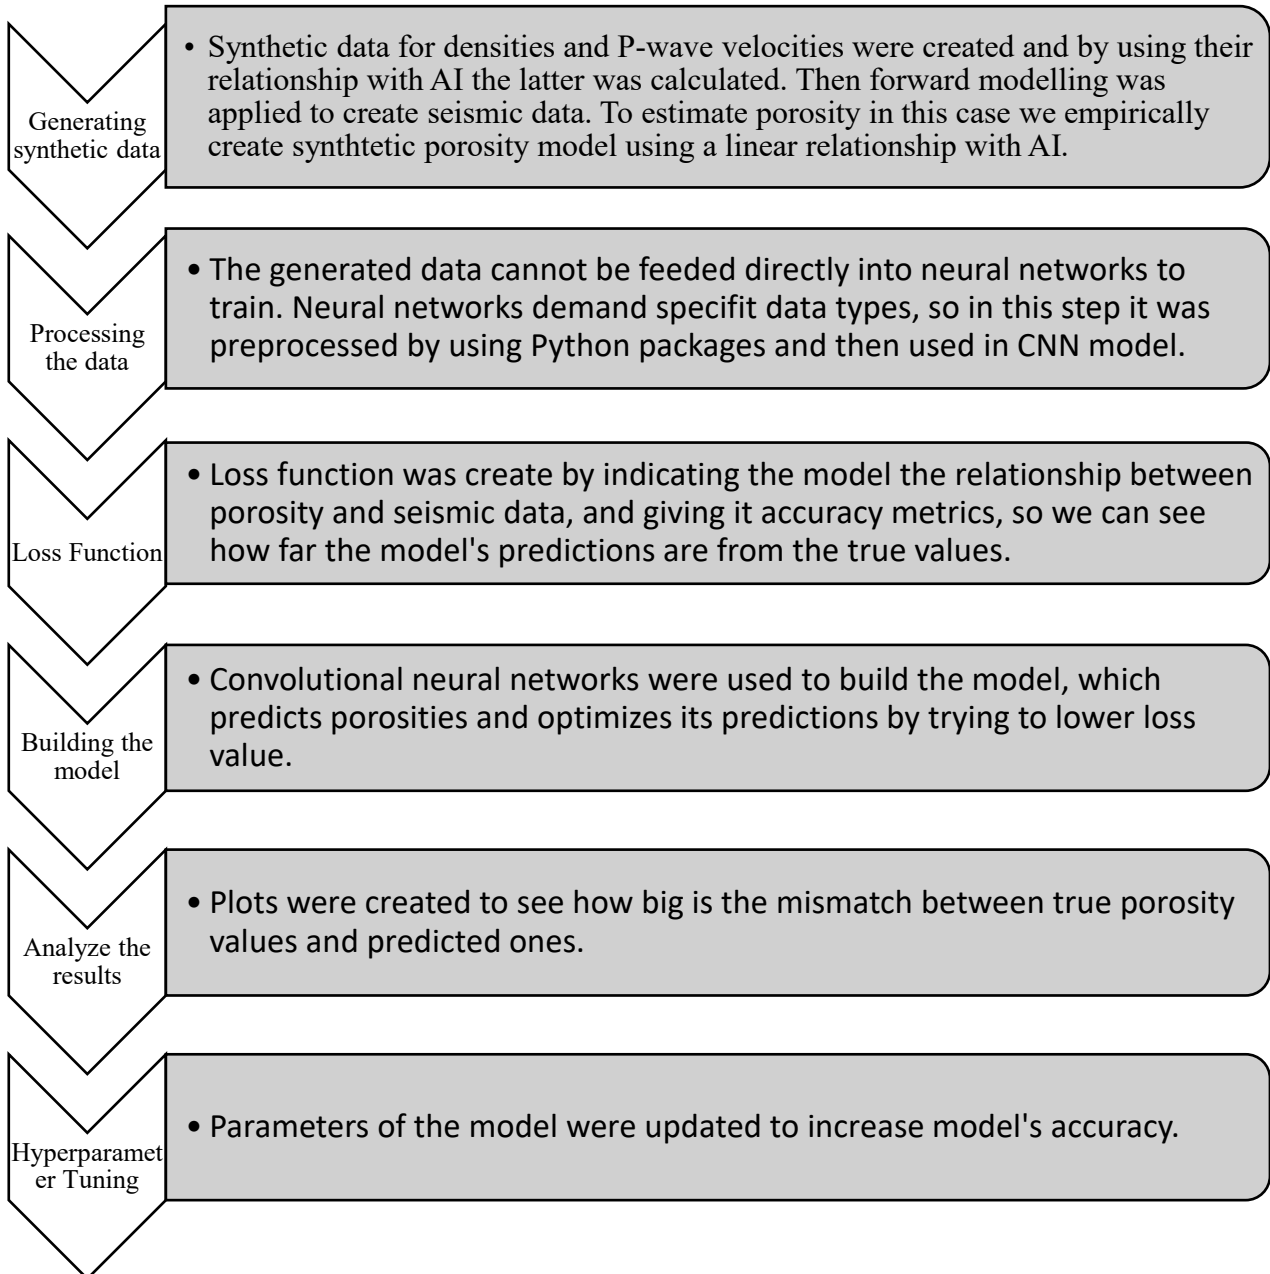 Generating
synthetic data
• Synthetic data for densities and P-wave velocities were created and by using their
relationship with AI the latter was calculated. Then forward modelling was
applied to create seismic data. To estimate porosity in this case we empirically
create synthtetic porosity model using a linear relationship with AI.
Processing
the data
• The generated data cannot be feeded directly into neural networks to
train. Neural networks demand specifit data types, so in this step it was
preprocessed by using Python packages and then used in CNN model.
Loss Function
• Loss function was create by indicating the model the relationship between
porosity and seismic data, and giving it accuracy metrics, so we can see
how far the model's predictions are from the true values.
Building the
model
• Convolutional neural networks were used to build the model, which
predicts porosities and optimizes its predictions by trying to lower loss
value.
Analyze the
results
• Plots were created to see how big is the mismatch between true porosity
values and predicted ones.
Hyperparamet
er Tuning
• Parameters of the model were updated to increase model's accuracy.